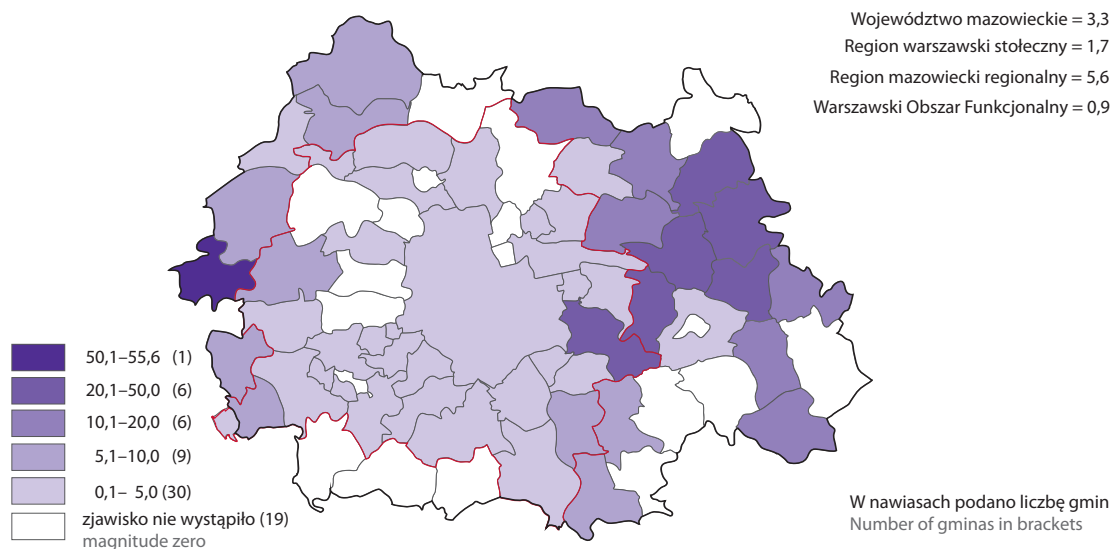 Województwo mazowieckie = 3,3
Region warszawski stołeczny = 1,7
Region mazowiecki regionalny = 5,6
Warszawski Obszar Funkcjonalny = 0,9
50,1–55,6 (1)
20,1–50,0 (6)
10,1–20,0 (6)
5,1–10,0 (9)
0,1– 5,0 (30)
zjawisko nie wystąpiło (19)
magnitude zero
W nawiasach podano liczbę gmin
Number of gminas in brackets